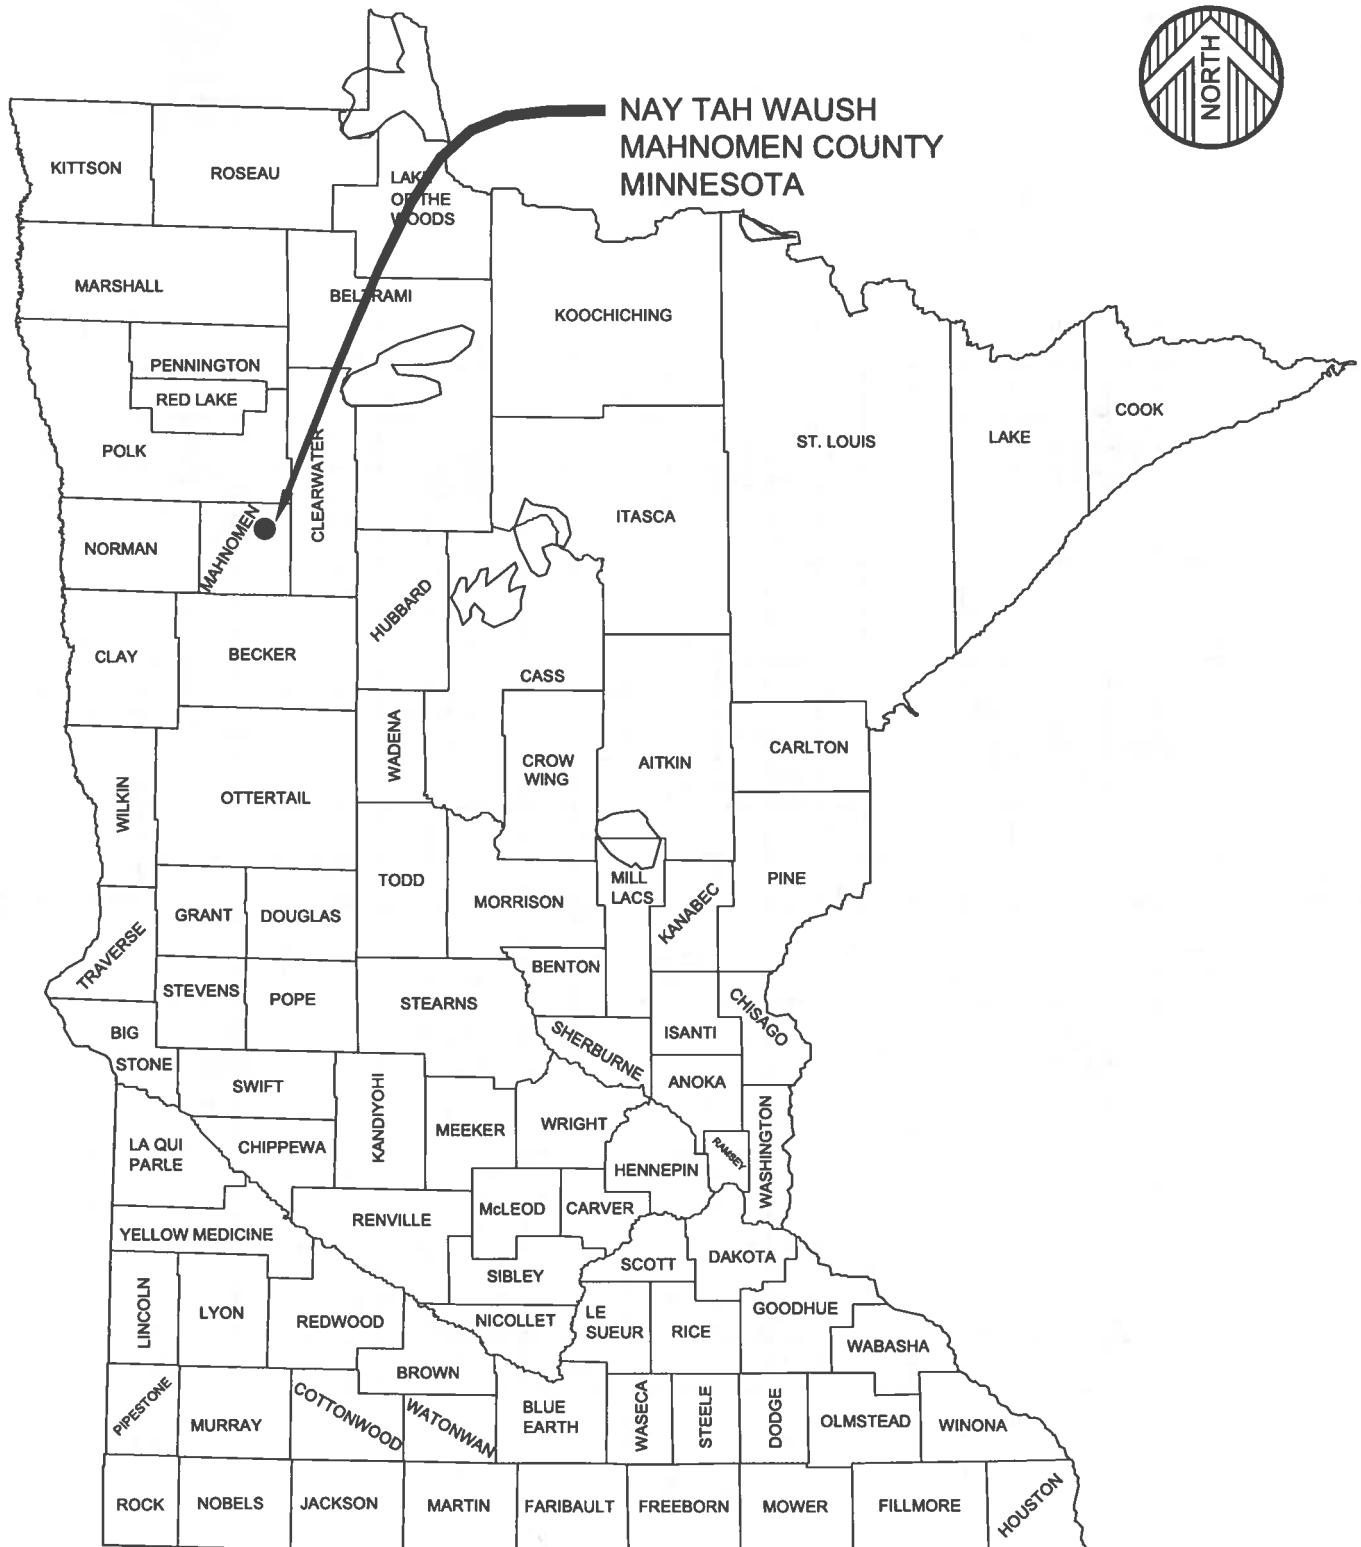 NORTH
NAY TAH WAUSH
MAHNOMEN COUNTY
MINNESOTA
KITTSON
ROSEAU
LAKE
OF THE
WOODS
MARSHALL
BELTRAMI
KOOCHICHING
PENNINGTON
RED LAKE
POLK
CLEARWATER
ITASCA
ST. LOUIS
LAKE
COOK
NORMAN
MAHNOMEN
HUBBARD
CLAY
BECKER
CASS
WADENA
CROW
WING
AITKIN
CARLTON
WILKIN
OTTERTAIL
TODD
MORRISON
MILL
LACS
KANABEC
PINE
GRANT
DOUGLAS
TRAVERSE
STEVENS
POPE
STEARNS
BENTON
SHERBURNE
ISANTI
CHISAGO
BIG
STONE
SWIFT
KANDIYOHI
MEEKER
WRIGHT
ANOKA
WASHINGTON
RAMSEY
HENNEPIN
LA QUI
PARLE
CHIPPEWA
YELLOW MEDICINE
RENVILLE
McLEOD
CARVER
SCOTT
DAKOTA
SIBLEY
LINCOLN
LYON
REDWOOD
NICOLLET
LE
SUEUR
RICE
GOODHUE
WABASHA
BROWN
PIPESTONE
MURRAY
COTTONWOOD
WATONWAN
BLUE
EARTH
WASECA
STEELE
DODGE
OLMSTEAD
WINONA
ROCK
NOBELS
JACKSON
MARTIN
FARIBAULT
FREEBORN
MOWER
FILLMORE
HOUSTON